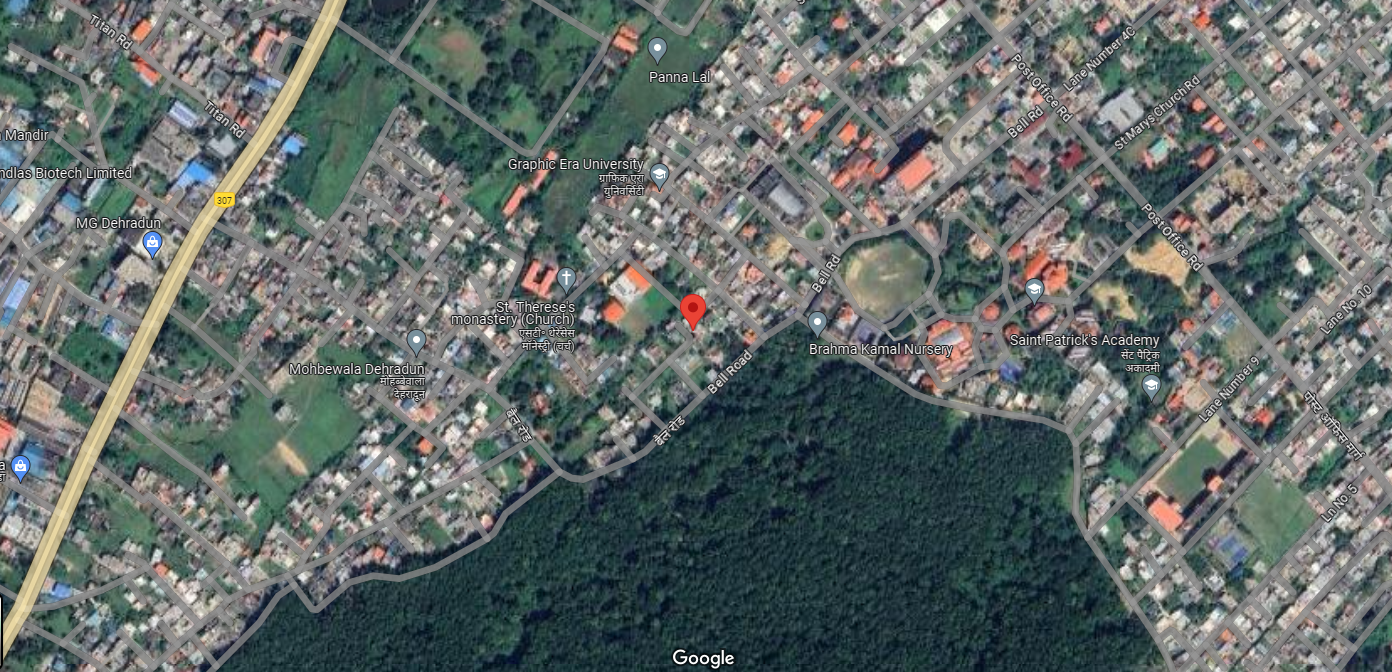 Titan Rd
Panna Lal
Post Office Rd
Lane Number 4C
Titan Rd
Bell Rd
St Marys Church Rd
Mandir
ndlas Biotech Limited
Graphic Era University
ग्राफिक एरा
युनिवर्सिटी
307
MG Dehradun
Post Office Rd
Bell Rd
St. Therese's
monastery (Church)
एसटी॰ थेरेसेस
मोनेस्ट्री (चर्च)
Lane No. 10
Brahma Kamal Nursery
Saint Patrick's Academy
सेंट पैट्रिक
अकादमी
Mohbewala Dehradun
मोहब्बेवाला
देहरादून
Bell Road
Lane Number 9
बेल रोड
बेल रोड
पोस्ट ऑफिस मार्ग
Ln No. 5
Google